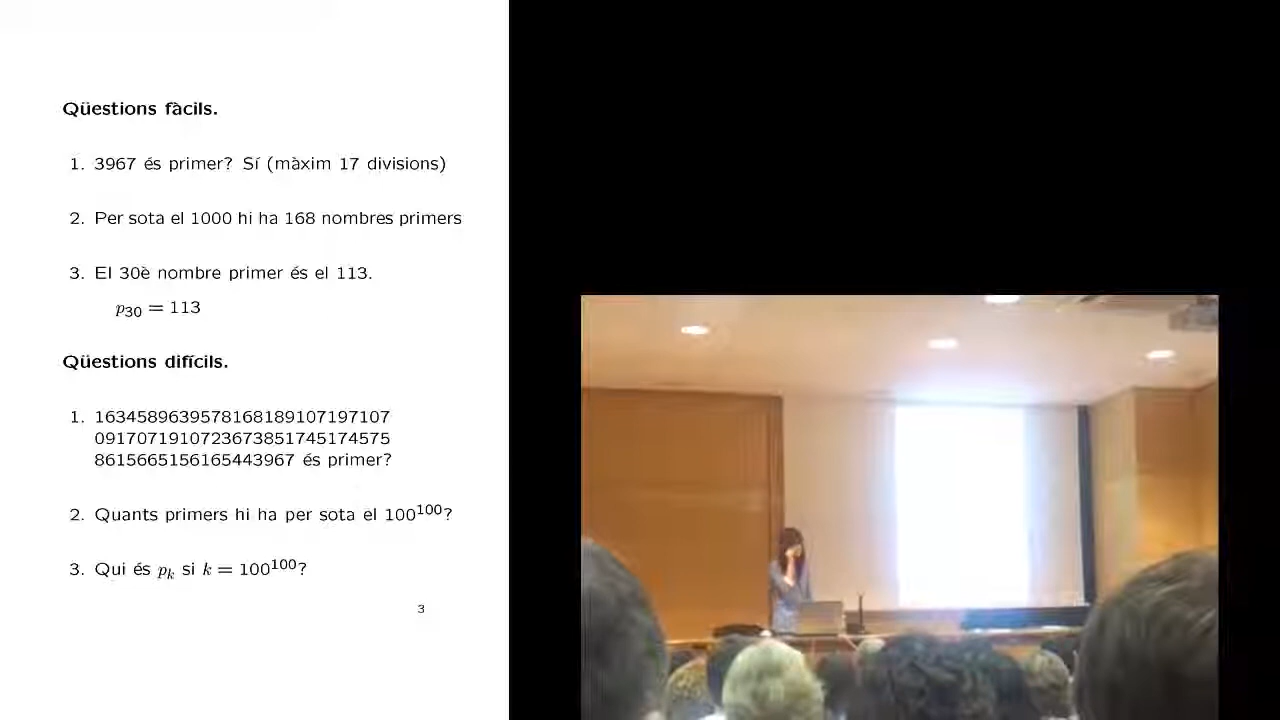 Qüestions fàcils.
1. 3967 és primer? Sí (màxim 17 divisions)
2. Per sota el 1000 hi ha 168 nombres primers
3. El 30è nombre primer és el 113.
p30 = 113
Qüestions difícils.
1. 16345896395781681891071971​07
09170719107236738517451745​75
8615665156165443967 és primer?
2. Quants primers hi ha per sota el 100^100?
3. Qui és pk si k = 100^100?
3